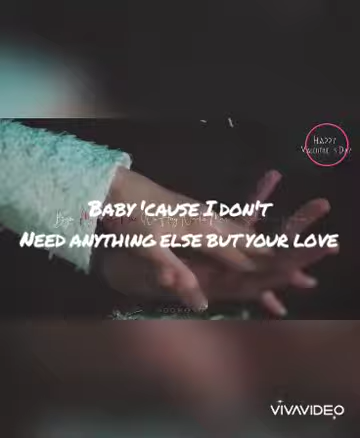 Happy
Valentine's Day
Baby 'cause I don't
Need anything else but your love
VIVAVIDEO